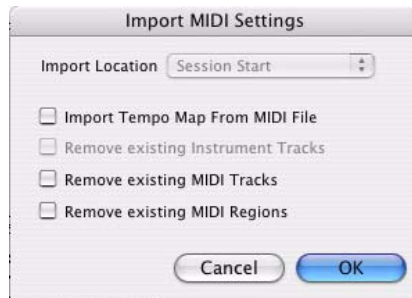 Import MIDI Settings
Import Location Session Start
Import Tempo Map From MIDI File
Remove existing Instrument Tracks
Remove existing MIDI Tracks
Remove existing MIDI Regions
Cancel OK